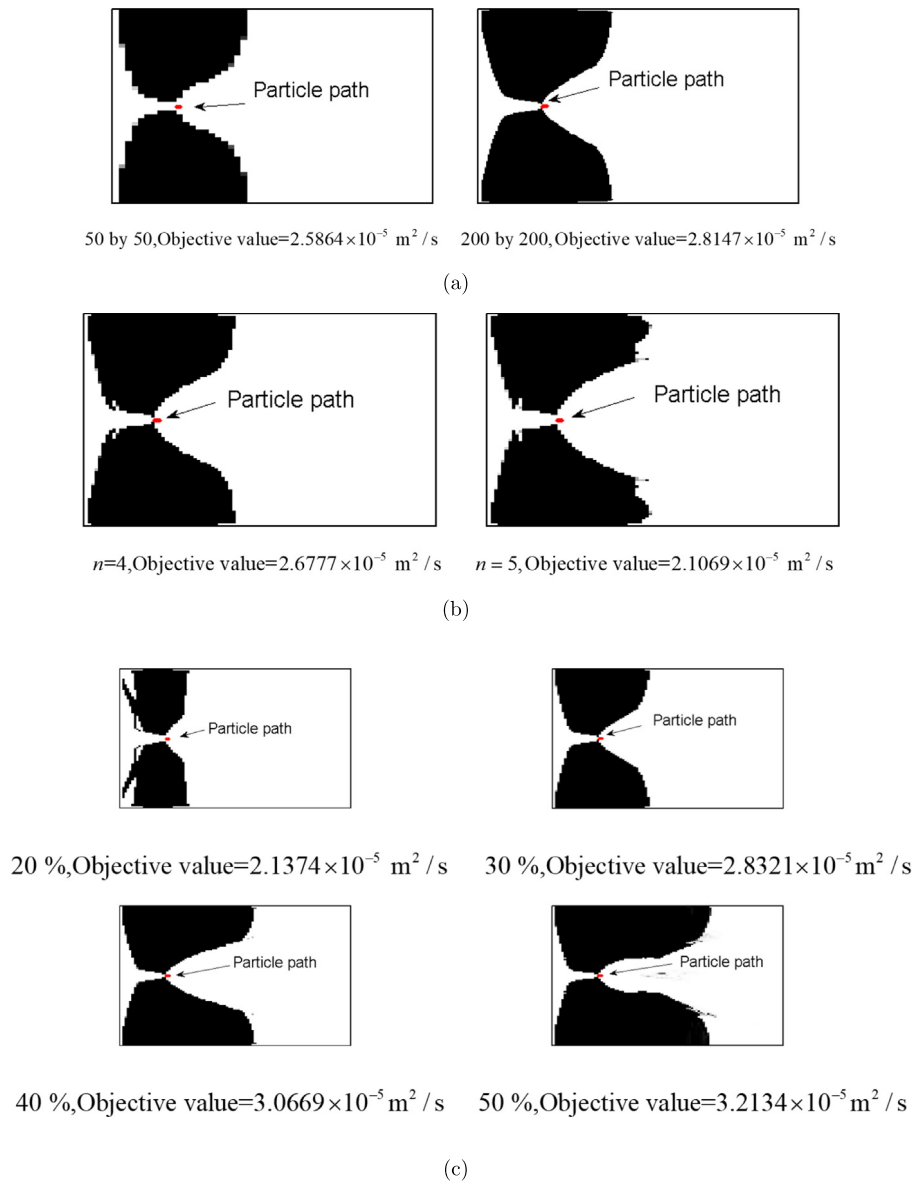 Particle path
Particle path
50 by 50,Objective value=2.5864×10⁻⁵ m²/s
200 by 200,Objective value=2.8147×10⁻⁵ m²/s
(a)
Particle path
Particle path
n=4,Objective value=2.6777×10⁻⁵ m²/s
n = 5,Objective value=2.1069×10⁻⁵ m²/s
(b)
Particle path
Particle path
20 %,Objective value=2.1374×10⁻⁵ m²/s
30 %,Objective value=2.8321×10⁻⁵ m²/s
Particle path
Particle path
40 %,Objective value=3.0669×10⁻⁵ m²/s
50 %,Objective value=3.2134×10⁻⁵ m²/s
(c)